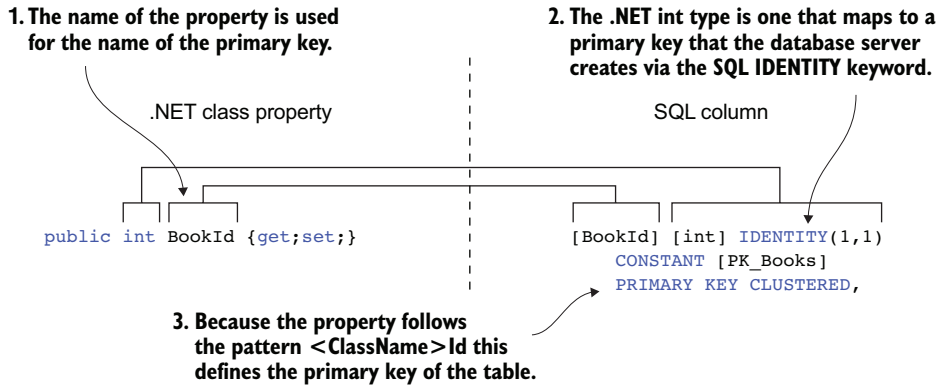 1. The name of the property is used
for the name of the primary key.
2. The .NET int type is one that maps to a
primary key that the database server
creates via the SQL IDENTITY keyword.
.NET class property
SQL column
public int BookId {get;set;}
[BookId] [int] IDENTITY(1,1)
CONSTANT [PK_Books]
PRIMARY KEY CLUSTERED,
3. Because the property follows
the pattern <ClassName>Id this
defines the primary key of the table.